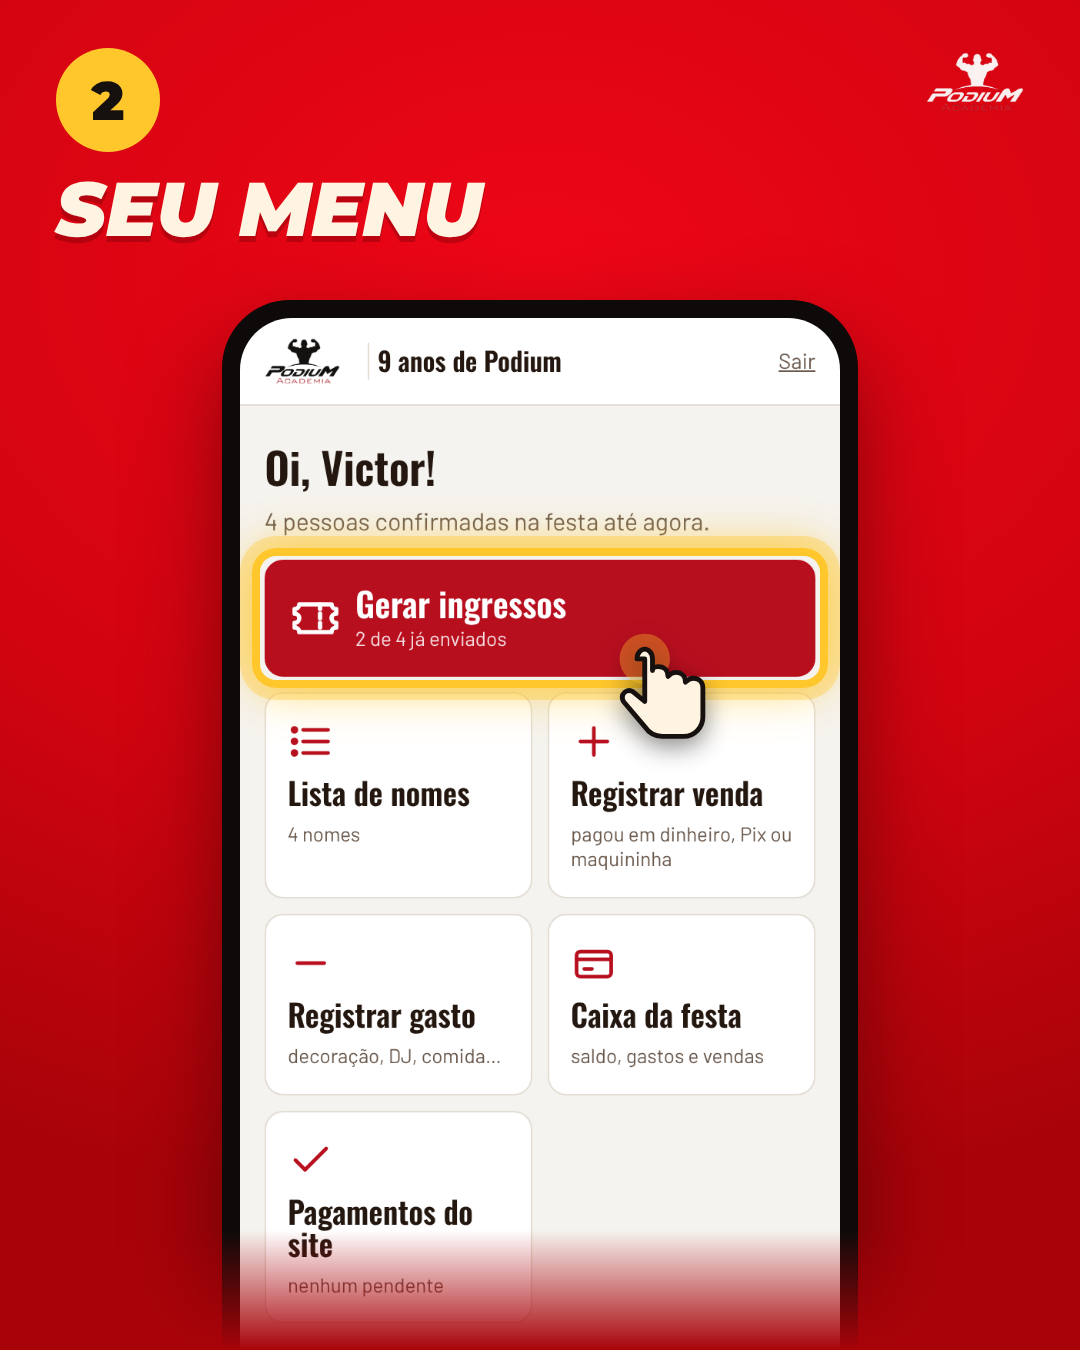 2
PODIUM
ACADEMIA
SEU MENU
PODIUM
ACADEMIA
9 anos de Podium
Sair
Oi, Victor!
4 pessoas confirmadas na festa até agora.
Gerar ingressos
2 de 4 já enviados
Lista de nomes
4 nomes
Registrar venda
pagou em dinheiro, Pix ou
maquininha
Registrar gasto
decoração, DJ, comida...
Caixa da festa
saldo, gastos e vendas
Pagamentos do
site
nenhum pendente